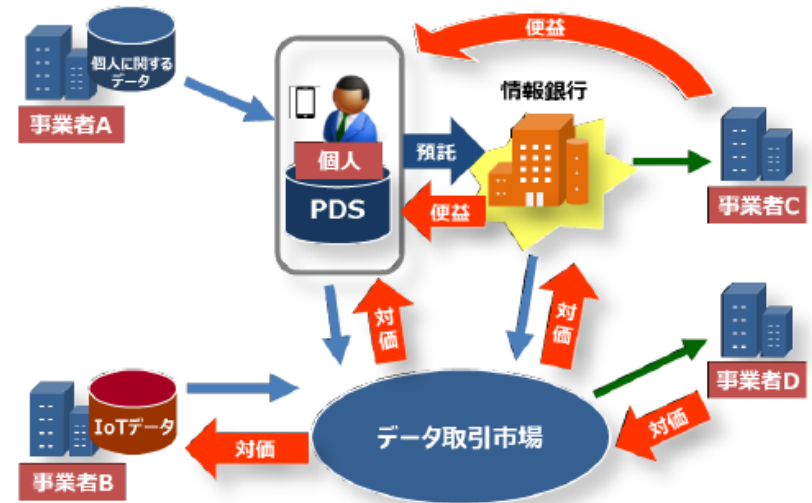 便益
個人に関する
データ
情報銀行
事業者A
預託
個人
事業者C
PDS
便益
対価
対価
IoTデータ
データ取引市場
事業者D
対価
対価
事業者B